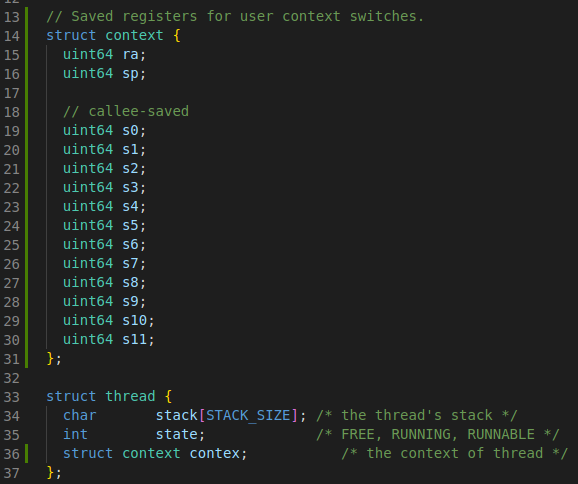 13 // Saved registers for user context switches.
14 struct context {
15 uint64 ra;
16 uint64 sp;
17
18 // callee-saved
19 uint64 s0;
20 uint64 s1;
21 uint64 s2;
22 uint64 s3;
23 uint64 s4;
24 uint64 s5;
25 uint64 s6;
26 uint64 s7;
27 uint64 s8;
28 uint64 s9;
29 uint64 s10;
30 uint64 s11;
31 };
32
33 struct thread {
34 char stack[STACK_SIZE]; /* the thread's stack */
35 int state; /* FREE, RUNNING, RUNNABLE */
36 struct context contex; /* the context of thread */
37 };